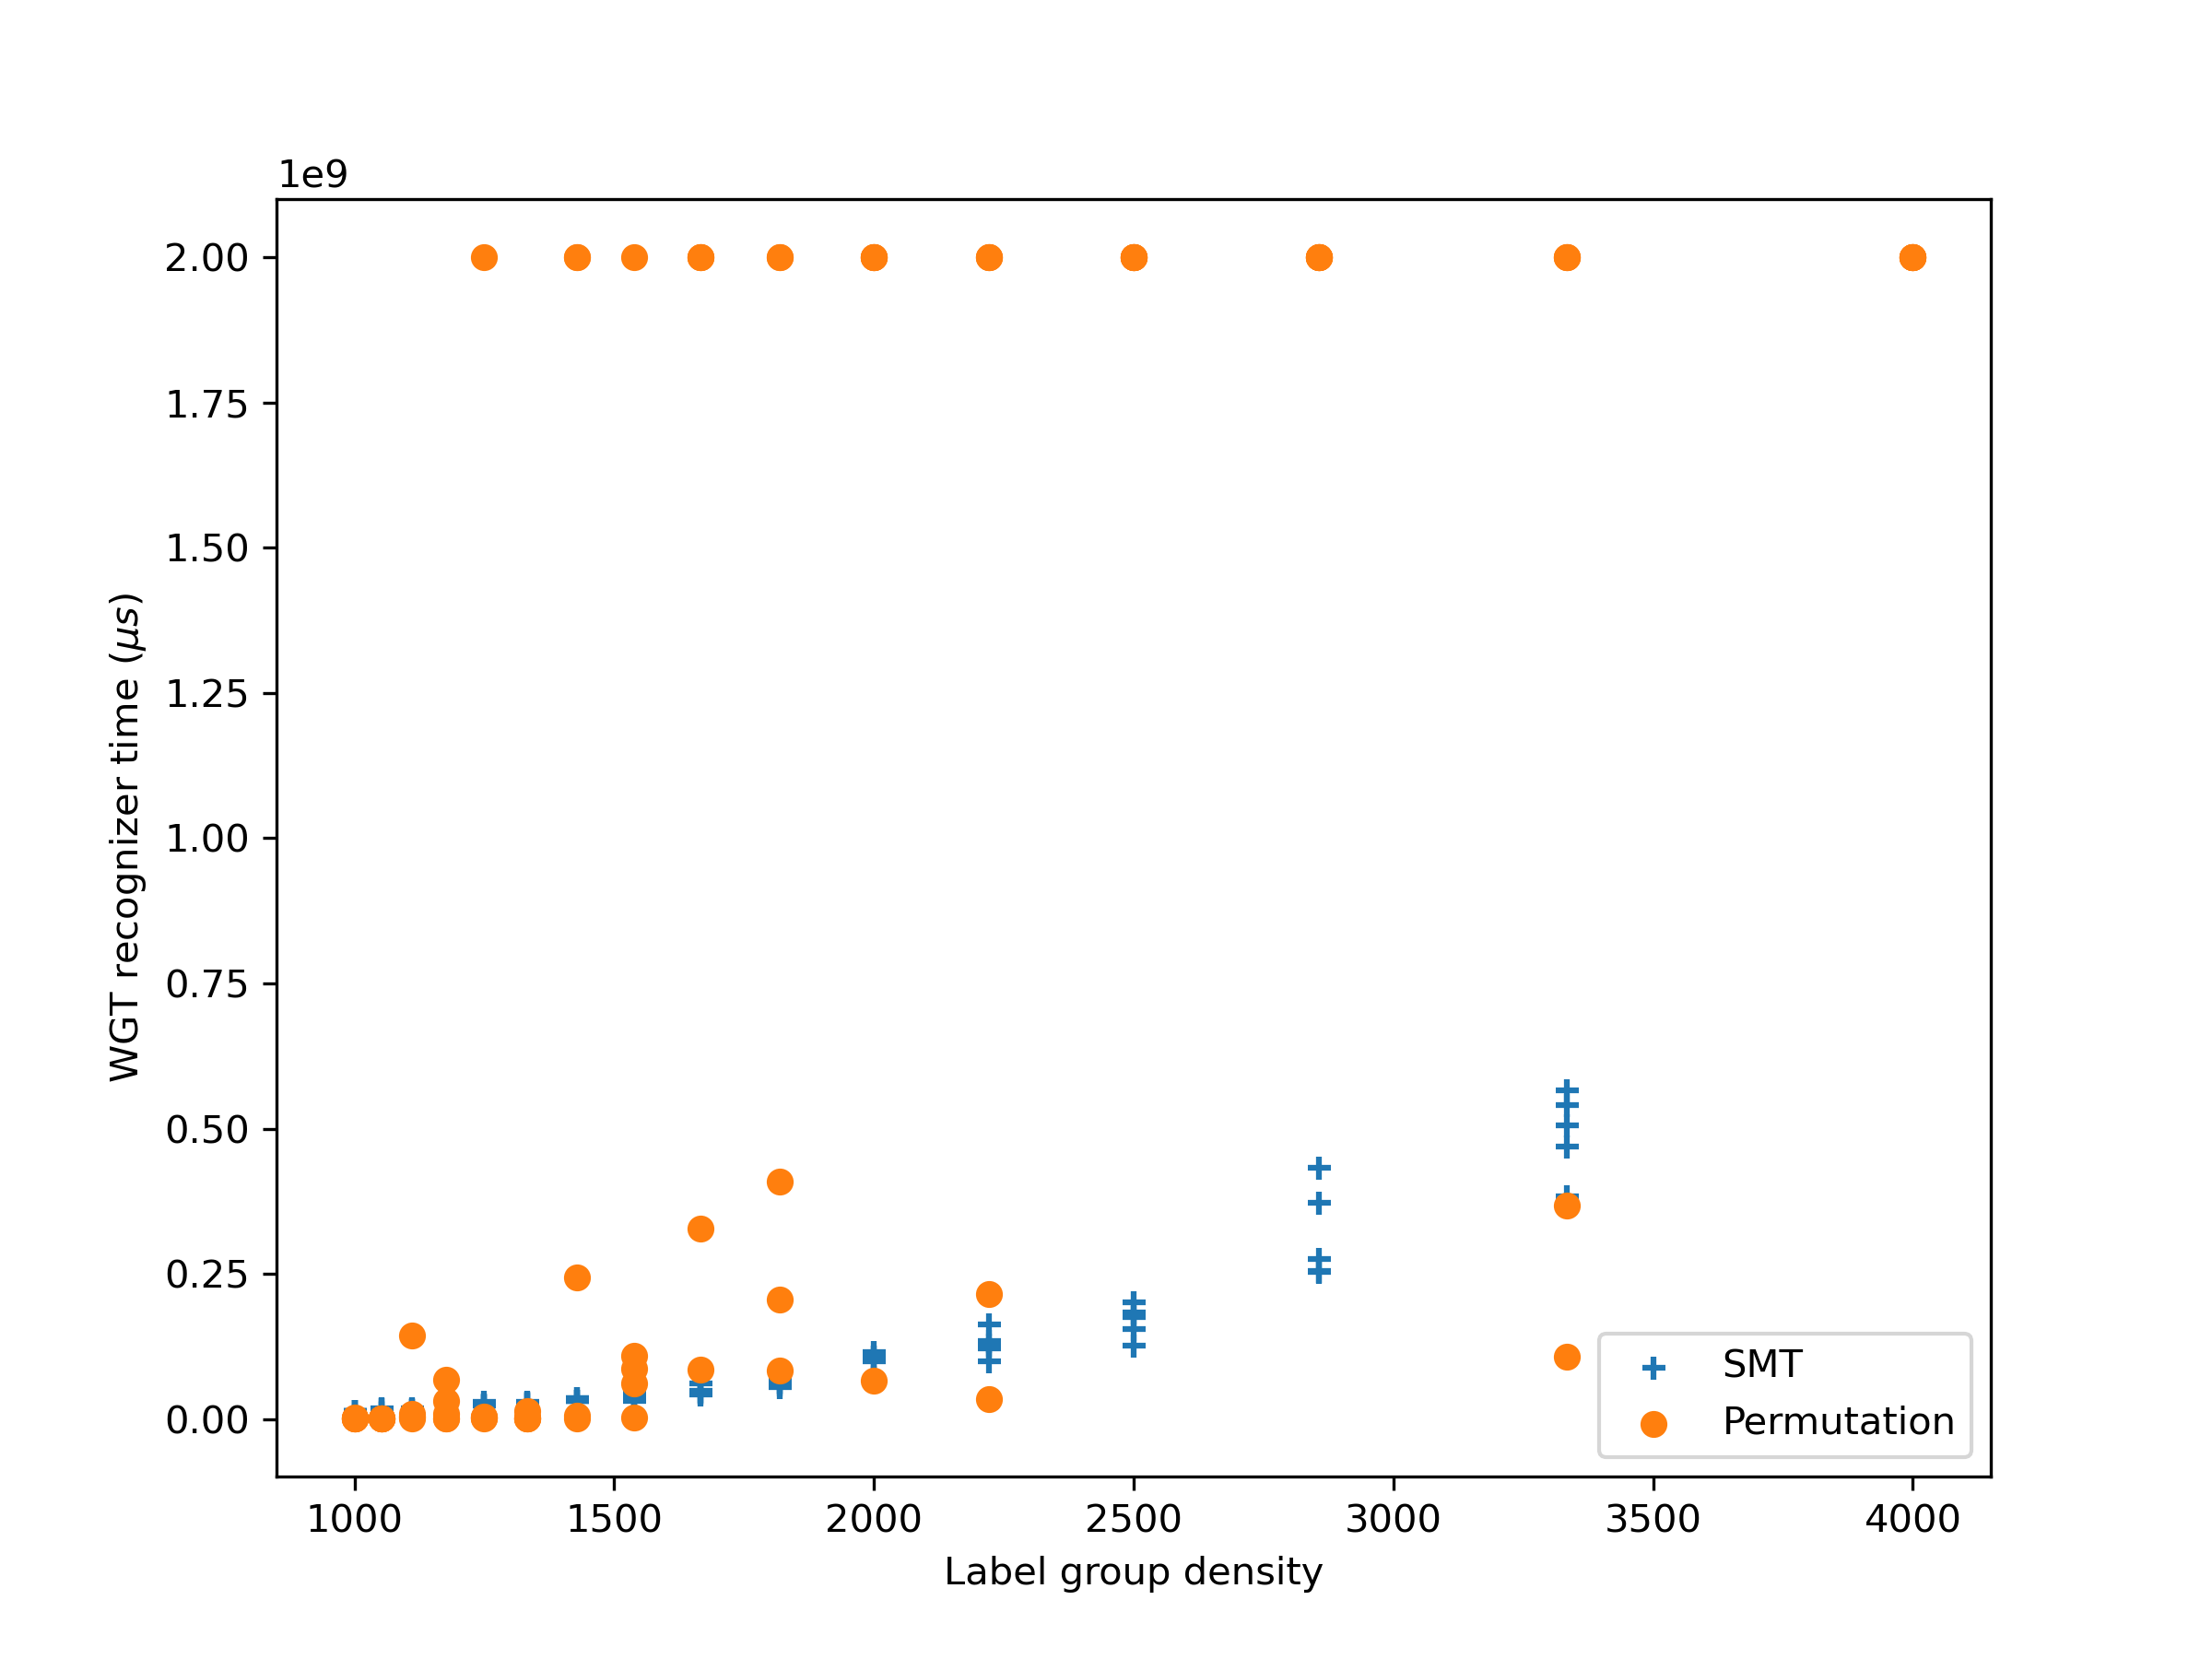 1e9
2.00
1.75
1.50
1.25
1.00
0.75
0.50
0.25
0.00
WGT recognizer time (μs)
1000 1500 2000 2500 3000 3500 4000
Label group density
SMT
Permutation